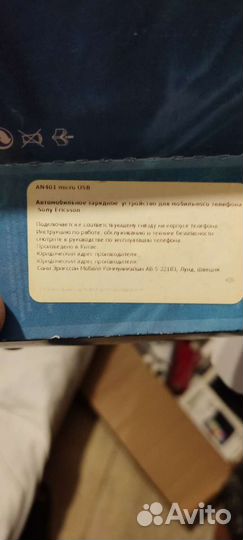 AN401 micro USB
Автомобильное зарядное устройство для мобильного телефона
Sony Ericsson
Подключается к соответствующему гнезду на корпусе телефона.
Инструкцию по работе, обслуживанию и технике безопасности
смотрите в руководстве по эксплуатации телефона.
Произведено в Китае.
Юридический адрес производителя:
Юридический адрес производителя:
Сони Эрикссон Мобайл Коммуникейшнз АБ S 22183, Лунд, Швеция
Avito